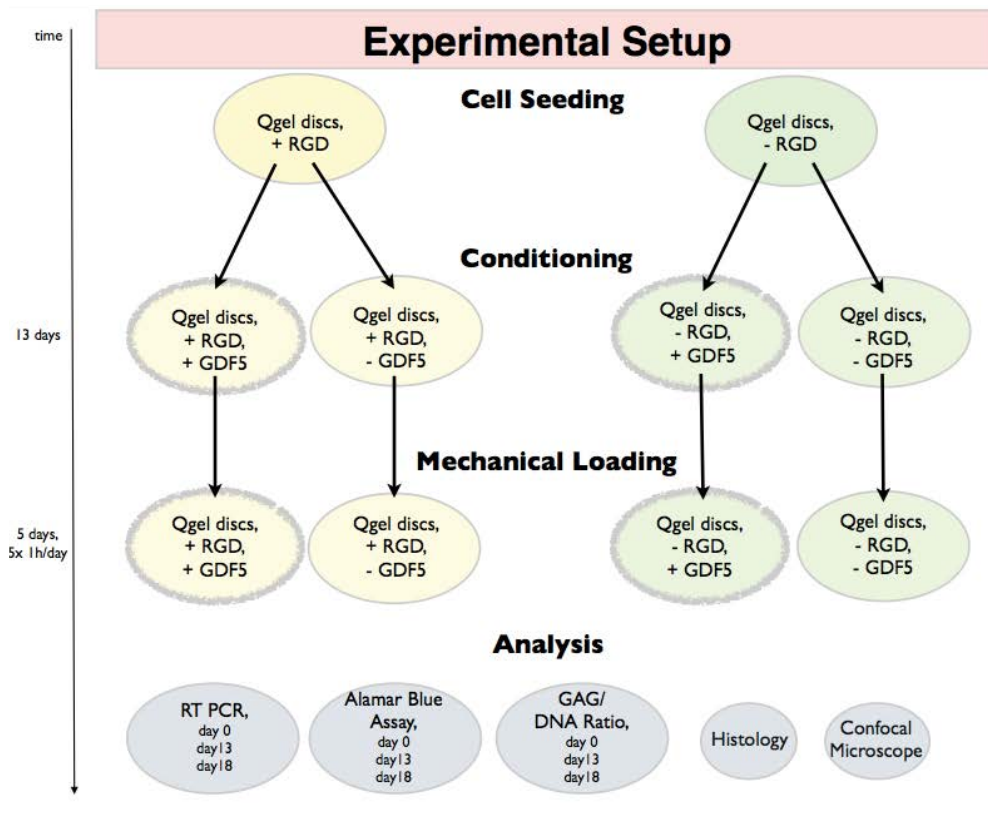 time
Experimental Setup
Cell Seeding
Qgel discs,
+ RGD
Qgel discs,
- RGD
Conditioning
13 days
Qgel discs,
+ RGD,
+ GDF5
Qgel discs,
+ RGD,
- GDF5
Qgel discs,
- RGD,
+ GDF5
Qgel discs,
- RGD,
- GDF5
Mechanical Loading
5 days,
5x 1h/day
Qgel discs,
+ RGD,
+ GDF5
Qgel discs,
+ RGD,
- GDF5
Qgel discs,
- RGD,
+ GDF5
Qgel discs,
- RGD,
- GDF5
Analysis
RT PCR,
day 0
day13
day18
Alamar Blue
Assay,
day 0
day13
day18
GAG/
DNA Ratio,
day 0
day13
day18
Histology
Confocal
Microscope